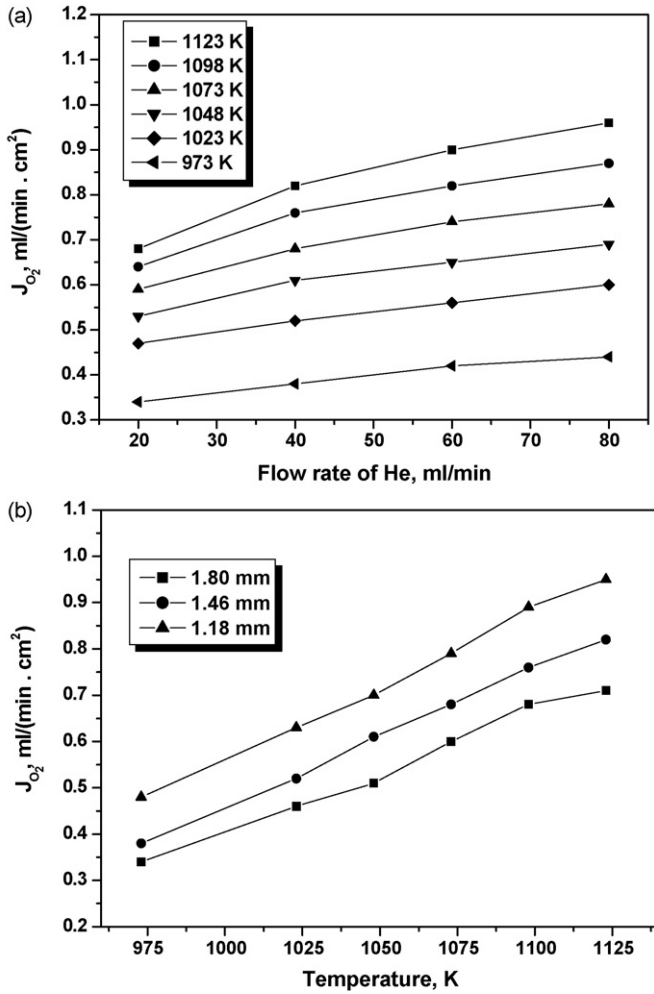 (a)
1.2
1.1
1.0
0.9
0.8
0.7
0.6
0.5
0.4
0.3
J_O2, ml/(min . cm²)
1123 K
1098 K
1073 K
1048 K
1023 K
973 K
20 30 40 50 60 70 80
Flow rate of He, ml/min
(b)
1.1
1.0
0.9
0.8
0.7
0.6
0.5
0.4
0.3
0.2
J_O2, ml/(min . cm²)
1.80 mm
1.46 mm
1.18 mm
975 1000 1025 1050 1075 1100 1125
Temperature, K